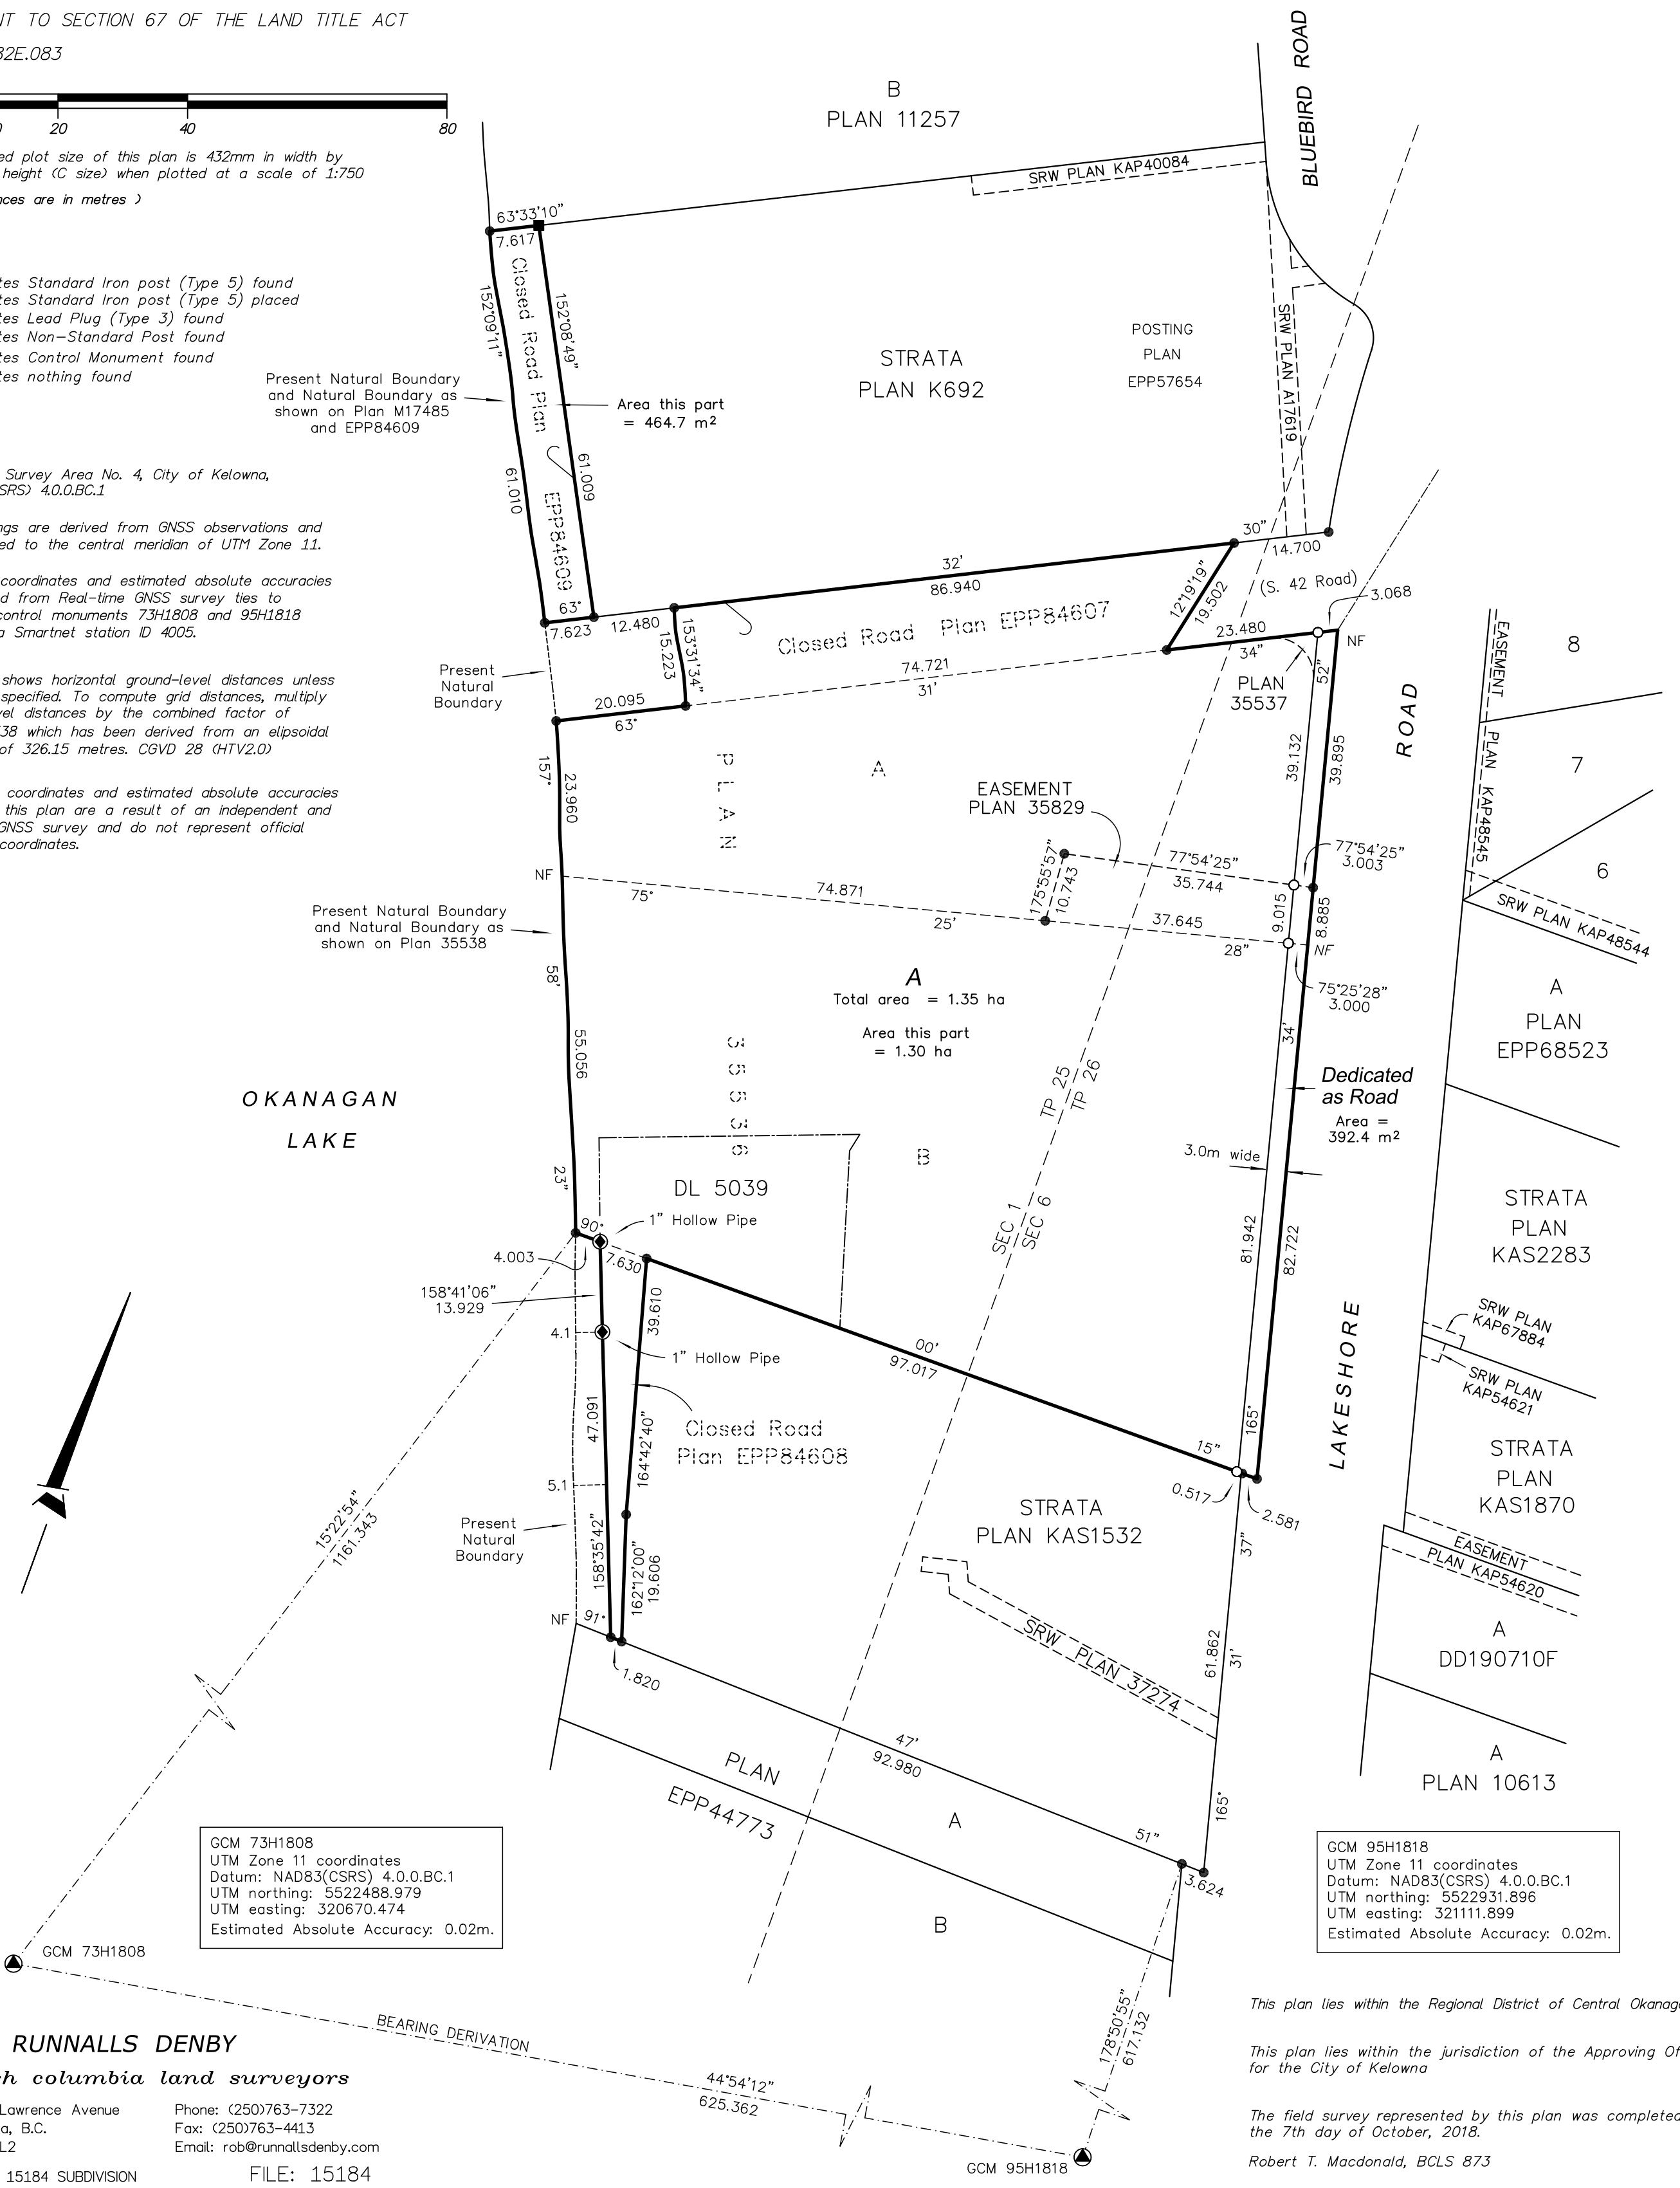 NT TO SECTION 67 OF THE LAND TITLE ACT
32E.083
20
40
80
ed plot size of this plan is 432mm in width by
height (C size) when plotted at a scale of 1:750
nces are in metres )
tes Standard Iron post (Type 5) found
tes Standard Iron post (Type 5) placed
tes Lead Plug (Type 3) found
tes Non-Standard Post found
tes Control Monument found
tes nothing found
Survey Area No. 4, City of Kelowna,
SRS) 4.0.0.BC.1
ngs are derived from GNSS observations and
ed to the central meridian of UTM Zone 11.
coordinates and estimated absolute accuracies
d from Real-time GNSS survey ties to
control monuments 73H1808 and 95H1818
a Smartnet station ID 4005.
shows horizontal ground-level distances unless
specified. To compute grid distances, multiply
vel distances by the combined factor of
38 which has been derived from an elipsoidal
of 326.15 metres. CGVD 28 (HTV2.0)
coordinates and estimated absolute accuracies
this plan are a result of an independent and
GNSS survey and do not represent official
coordinates.
B
PLAN 11257
BLUEBIRD ROAD
SRW PLAN KAP40084
63°33'10"
7.617
Closed Road Plan EPP84609
152°09'11"
61.010
152°08'49"
61.009
Present Natural Boundary
and Natural Boundary as
shown on Plan M17485
and EPP84609
Area this part
= 464.7 m²
STRATA
PLAN K692
POSTING
PLAN
EPP57654
SRW PLAN A17619
30"
14.700
32'
86.940
63°
7.623
12.480
15.223
153°31'34"
Closed Road Plan EPP84607
12°19'19"
19.502
(S. 42 Road)
3.068
23.480
34"
NF
PLAN
35537
52"
74.721
31'
Present
Natural
Boundary
20.095
63°
157°
23.960
PLAN
A
EASEMENT
PLAN 35829
39.132
39.895
ROAD
EASEMENT PLAN KAP48545
8
7
6
SRW PLAN KAP48544
77°54'25"
3.003
77°54'25"
35.744
175°55'57"
10.743
NF
75°
74.871
25'
37.645
28"
9.015
8.885
NF
75°25'28"
3.000
Present Natural Boundary
and Natural Boundary as
shown on Plan 35538
58'
55.056
23"
A
Total area = 1.35 ha
Area this part
= 1.30 ha
34'
A
PLAN
EPP68523
35538
TP 25
TP 26
Dedicated
as Road
Area =
392.4 m²
3.0m wide
OKANAGAN
LAKE
B
DL 5039
SEC 1
SEC 6
STRATA
PLAN
KAS2283
81.942
82.722
90°
1" Hollow Pipe
4.003
7.630
158°41'06"
13.929
4.1
1" Hollow Pipe
39.610
00'
97.017
SRW PLAN
KAP67884
SRW PLAN
KAP54621
LAKESHORE
47.091
Closed Road
Plan EPP84608
164°42'40"
15"
165°
0.517
2.581
STRATA
PLAN
KAS1870
5.1
Present
Natural
Boundary
158°35'42"
162°12'00"
19.606
STRATA
PLAN KAS1532
37"
EASEMENT
PLAN KAP54620
15°22'54"
1161.343
NF
91°
1.820
SRW PLAN 37274
61.862
31'
A
DD190710F
47'
92.980
PLAN
EPP44773
A
51"
165°
3.624
B
A
PLAN 10613
GCM 73H1808
UTM Zone 11 coordinates
Datum: NAD83(CSRS) 4.0.0.BC.1
UTM northing: 5522488.979
UTM easting: 320670.474
Estimated Absolute Accuracy: 0.02m.
GCM 95H1818
UTM Zone 11 coordinates
Datum: NAD83(CSRS) 4.0.0.BC.1
UTM northing: 5522931.896
UTM easting: 321111.899
Estimated Absolute Accuracy: 0.02m.
GCM 73H1808
BEARING DERIVATION
44°54'12"
625.362
178°50'55"
617.132
GCM 95H1818
RUNNALLS DENBY
h columbia land surveyors
Lawrence Avenue
a, B.C.
L2
Phone: (250)763-7322
Fax: (250)763-4413
Email: rob@runnallsdenby.com
15184 SUBDIVISION
FILE: 15184
This plan lies within the Regional District of Central Okanag
This plan lies within the jurisdiction of the Approving Of
for the City of Kelowna
The field survey represented by this plan was completed
the 7th day of October, 2018.
Robert T. Macdonald, BCLS 873